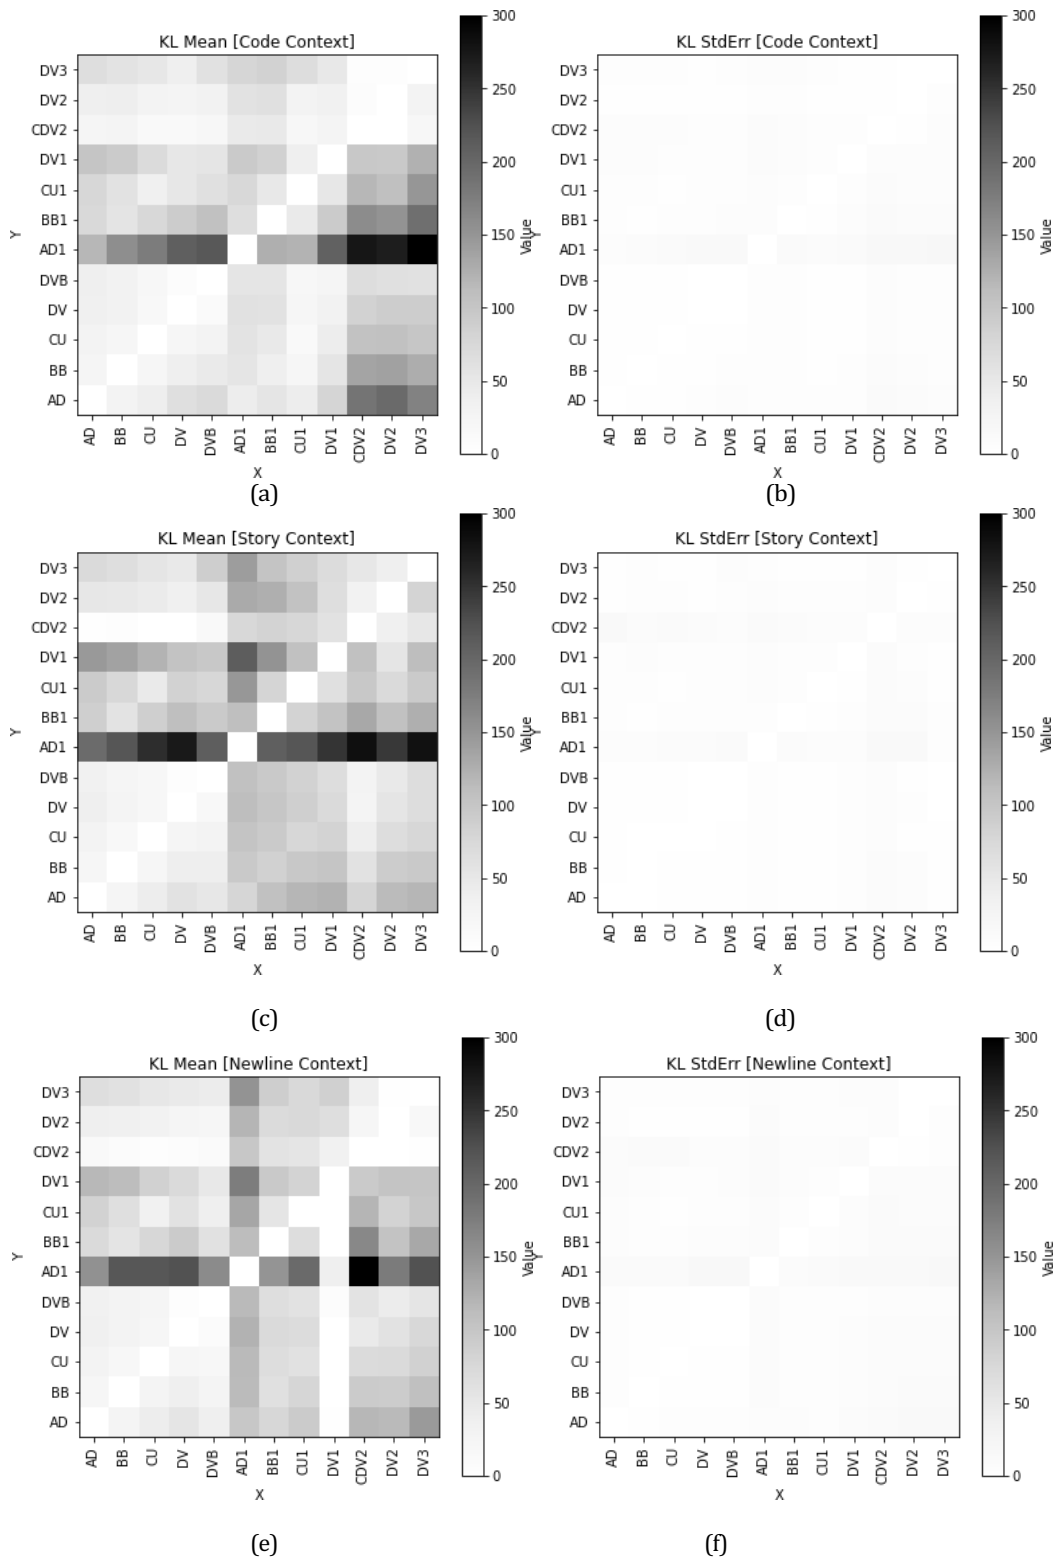 KL Mean [Code Context]
DV3
DV2
CDV2
DV1
CU1
BB1
AD1
DVB
DV
CU
BB
AD
Y
AD BB CU DV DVB AD1 BB1 CU1 DV1 CDV2 DV2 DV3
X
300
250
200
150
100
50
0
Value
(a)
KL StdErr [Code Context]
DV3
DV2
CDV2
DV1
CU1
BB1
AD1
DVB
DV
CU
BB
AD
Y
AD BB CU DV DVB AD1 BB1 CU1 DV1 CDV2 DV2 DV3
X
300
250
200
150
100
50
0
Value
(b)
KL Mean [Story Context]
DV3
DV2
CDV2
DV1
CU1
BB1
AD1
DVB
DV
CU
BB
AD
Y
AD BB CU DV DVB AD1 BB1 CU1 DV1 CDV2 DV2 DV3
X
300
250
200
150
100
50
0
Value
(c)
KL StdErr [Story Context]
DV3
DV2
CDV2
DV1
CU1
BB1
AD1
DVB
DV
CU
BB
AD
Y
AD BB CU DV DVB AD1 BB1 CU1 DV1 CDV2 DV2 DV3
X
300
250
200
150
100
50
0
Value
(d)
KL Mean [Newline Context]
DV3
DV2
CDV2
DV1
CU1
BB1
AD1
DVB
DV
CU
BB
AD
Y
AD BB CU DV DVB AD1 BB1 CU1 DV1 CDV2 DV2 DV3
X
300
250
200
150
100
50
0
Value
(e)
KL StdErr [Newline Context]
DV3
DV2
CDV2
DV1
CU1
BB1
AD1
DVB
DV
CU
BB
AD
Y
AD BB CU DV DVB AD1 BB1 CU1 DV1 CDV2 DV2 DV3
X
300
250
200
150
100
50
0
Value
(f)